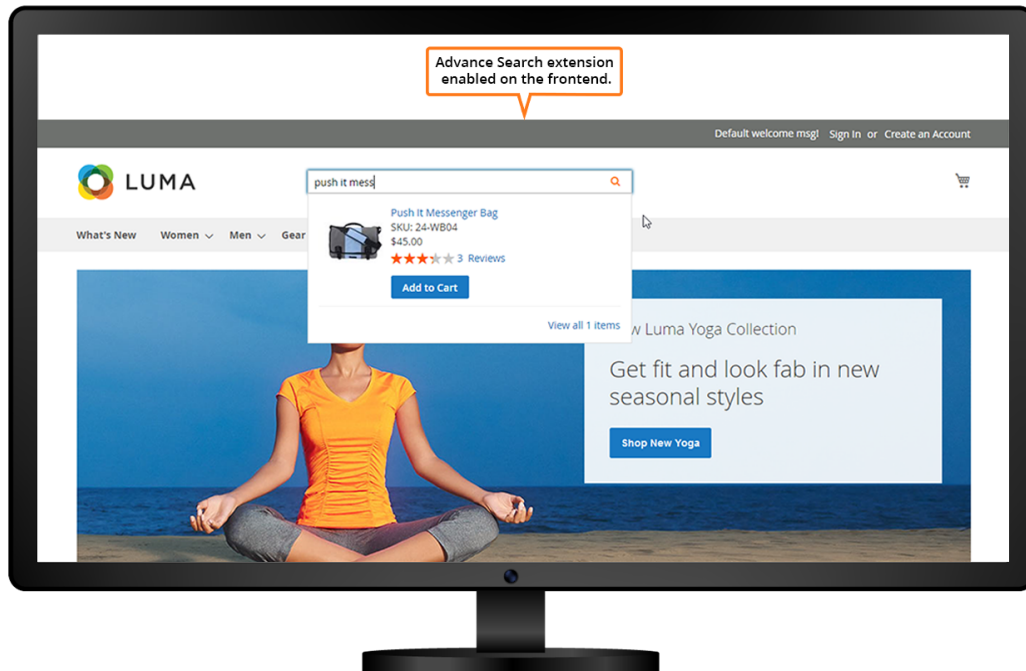 Advance Search extension
enabled on the frontend.
Default welcome msg! Sign In or Create an Account
LUMA
push it mess
What's New Women Men Gear
Push It Messenger Bag
SKU: 24-WB04
$45.00
3 Reviews
Add to Cart
View all 1 items
Luma Yoga Collection
Get fit and look fab in new
seasonal styles
Shop New Yoga